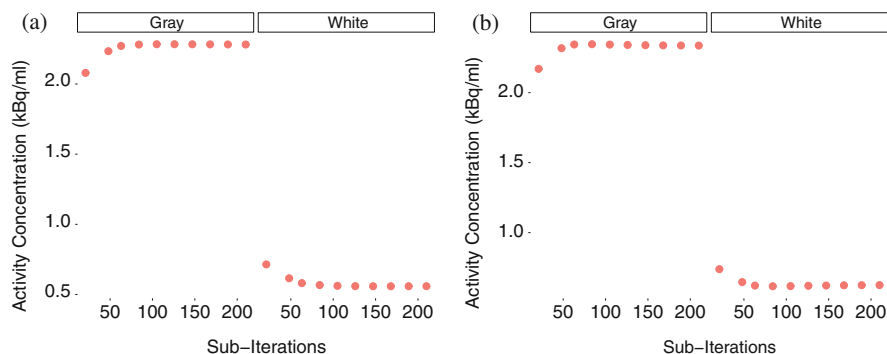 (a)
Gray
White
Activity Concentration (kBq/ml)
2.0
1.5
1.0
0.5
50 100 150 200
50 100 150 200
Sub−Iterations
(b)
Gray
White
Activity Concentration (kBq/ml)
2.0
1.5
1.0
50 100 150 200
50 100 150 200
Sub−Iterations